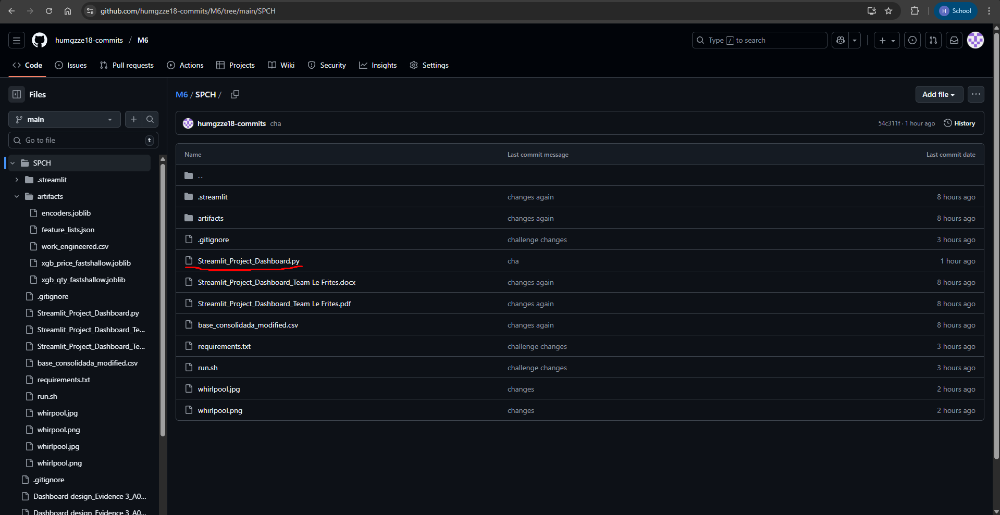 github.com/humgzze18-commits/M6/tree/main/SPCH
H School
humgzze18-commits / M6
Type / to search
Code Issues Pull requests Actions Projects Wiki Security Insights Settings
Files
main
Go to file t
SPCH
.streamlit
artifacts
encoders.joblib
feature_lists.json
work_engineered.csv
xgb_price_fastshallow.joblib
xgb_qty_fastshallow.joblib
.gitignore
Streamlit_Project_Dashboard.py
Streamlit_Project_Dashboard_Te...
Streamlit_Project_Dashboard_Te...
base_consolidada_modified.csv
requirements.txt
run.sh
whirpool.jpg
whirpool.png
whirlpool.jpg
whirlpool.png
.gitignore
Dashboard design_Evidence 3_A0...
Dashboard design_Evidence 3_A0...
M6 / SPCH /
Add file
humgzze18-commits cha 54c311f · 1 hour ago History
Name Last commit message Last commit date
..
.streamlit changes again 8 hours ago
artifacts changes again 8 hours ago
.gitignore challenge changes 3 hours ago
Streamlit_Project_Dashboard.py cha 1 hour ago
Streamlit_Project_Dashboard_Team Le Frites.docx changes again 8 hours ago
Streamlit_Project_Dashboard_Team Le Frites.pdf changes again 8 hours ago
base_consolidada_modified.csv changes again 8 hours ago
requirements.txt challenge changes 3 hours ago
run.sh challenge changes 3 hours ago
whirlpool.jpg changes 2 hours ago
whirlpool.png changes 2 hours ago